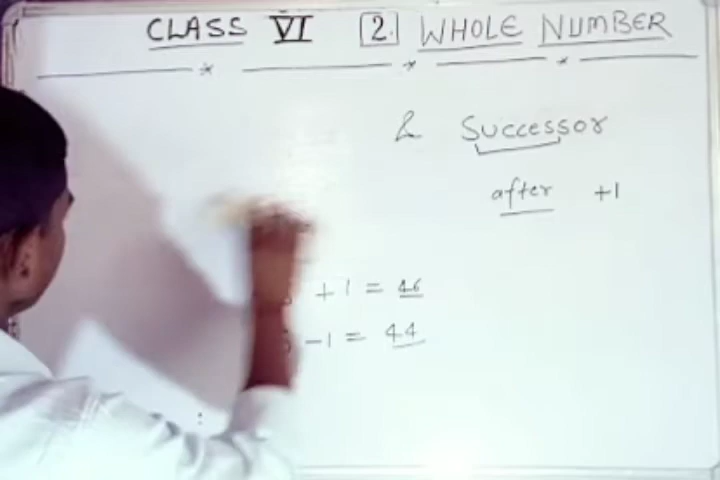 CLASS VI 2. WHOLE NUMBER
& Successor
after +1
+1 = 46
-1 = 44